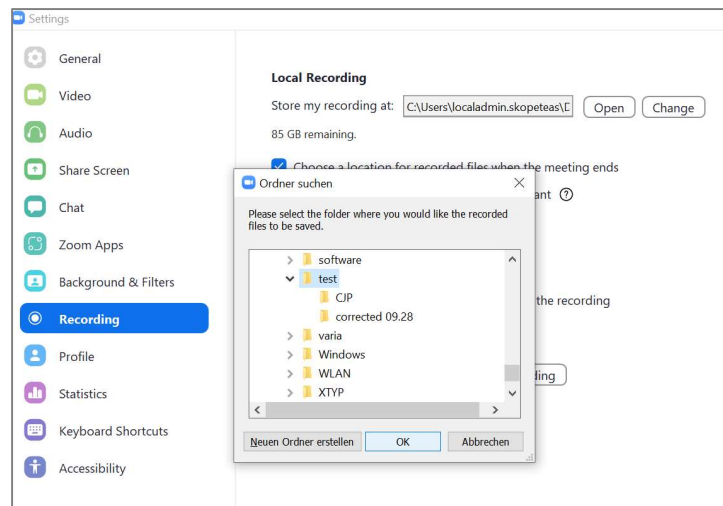 Settings
General
Video
Audio
Share Screen
Chat
Zoom Apps
Background & Filters
Recording
Profile
Statistics
Keyboard Shortcuts
Accessibility
Local Recording
Store my recording at: C:\Users\localadmin.skopeteas\D Open Change
85 GB remaining.
Choose a location for recorded files when the meeting ends
ant
the recording
ding
Ordner suchen
Please select the folder where you would like the recorded
files to be saved.
software
test
CJP
corrected 09.28
varia
Windows
WLAN
XTYP
Neuen Ordner erstellen OK Abbrechen